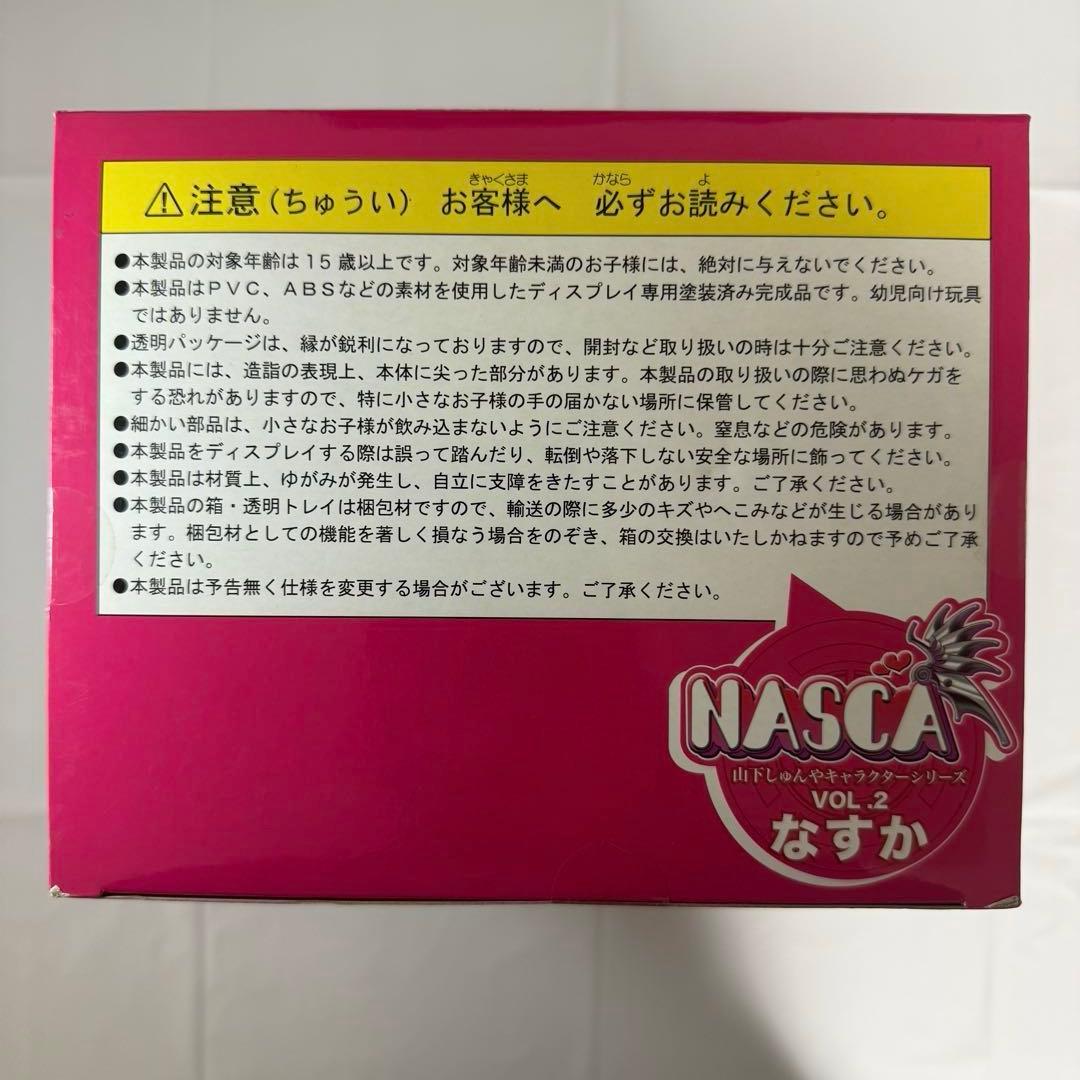 ⚠注意(ちゅうい) お客様へ 必ずお読みください。
きゃくさま かなら よ
●本製品の対象年齢は15歳以上です。対象年齢未満のお子様には、絶対に与えないでください。
●本製品はPVC、ABSなどの素材を使用したディスプレイ専用塗装済み完成品です。幼児向け玩具
ではありません。
●透明パッケージは、縁が鋭利になっておりますので、開封など取り扱いの時は十分ご注意ください。
●本製品には、造詣の表現上、本体に尖った部分があります。本製品の取り扱いの際に思わぬケガを
する恐れがありますので、特に小さなお子様の手の届かない場所に保管してください。
●細かい部品は、小さなお子様が飲み込まないようにご注意ください。窒息などの危険があります。
●本製品をディスプレイする際は誤って踏んだり、転倒や落下しない安全な場所に飾ってください。
●本製品は材質上、ゆがみが発生し、自立に支障をきたすことがあります。ご了承ください。
●本製品の箱・透明トレイは梱包材ですので、輸送の際に多少のキズやへこみなどが生じる場合があり
ます。梱包材としての機能を著しく損なう場合をのぞき、箱の交換はいたしかねますので予めご了承
ください。
●本製品は予告無く仕様を変更する場合がございます。ご了承ください。
NASCA
山下しゅんやキャラクターシリーズ
VOL.2
なすか